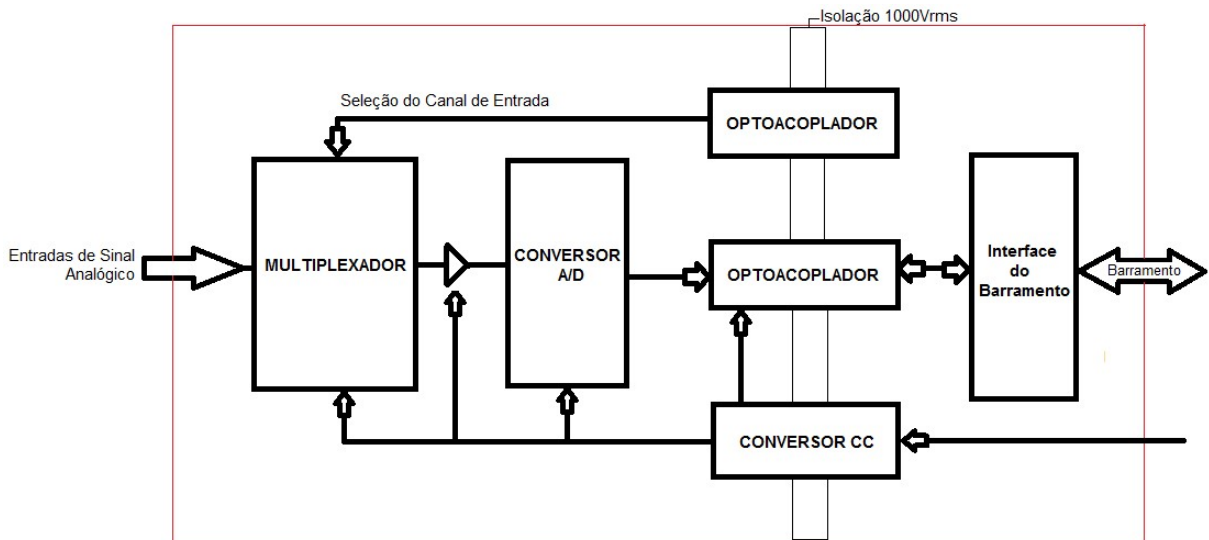 Isolação 1000Vrms
Seleção do Canal de Entrada
OPTOACOPLADOR
Entradas de Sinal
Analógico
MULTIPLEXADOR
CONVERSOR
A/D
OPTOACOPLADOR
Interface
do
Barramento
Barramento
CONVERSOR CC